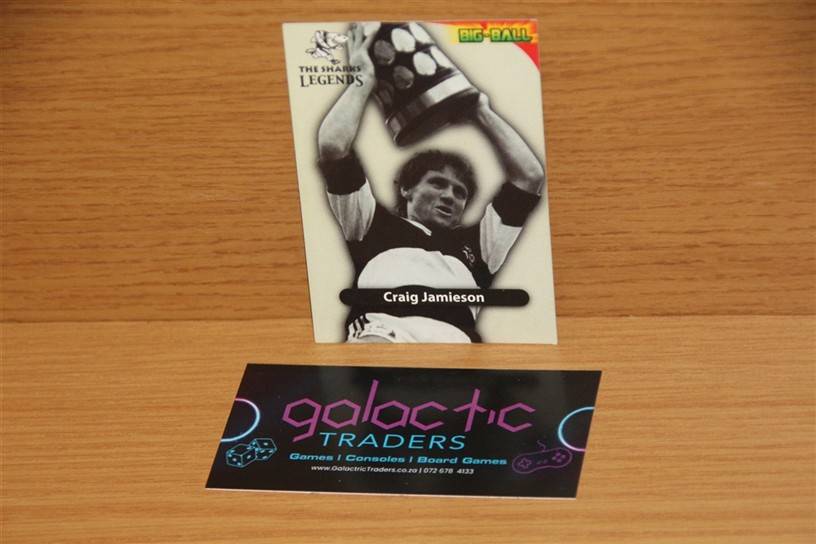 THE SHARKS
LEGENDS
BIG-BALL
Craig Jamieson
galactic
TRADERS
Games | Consoles | Board Games
www.GalacticTraders.co.za | 072 678 4133